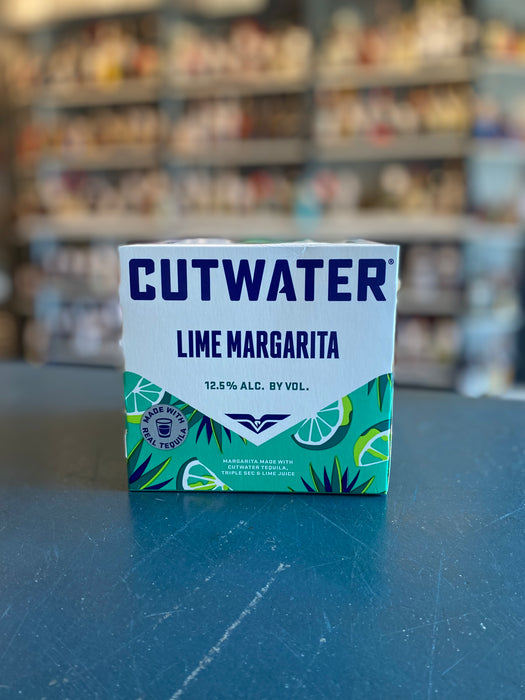 CUTWATER®
LIME MARGARITA
12.5% ALC. BY VOL.
MADE WITH
REAL TEQUILA
MARGARITA MADE WITH
CUTWATER TEQUILA,
TRIPLE SEC & LIME JUICE